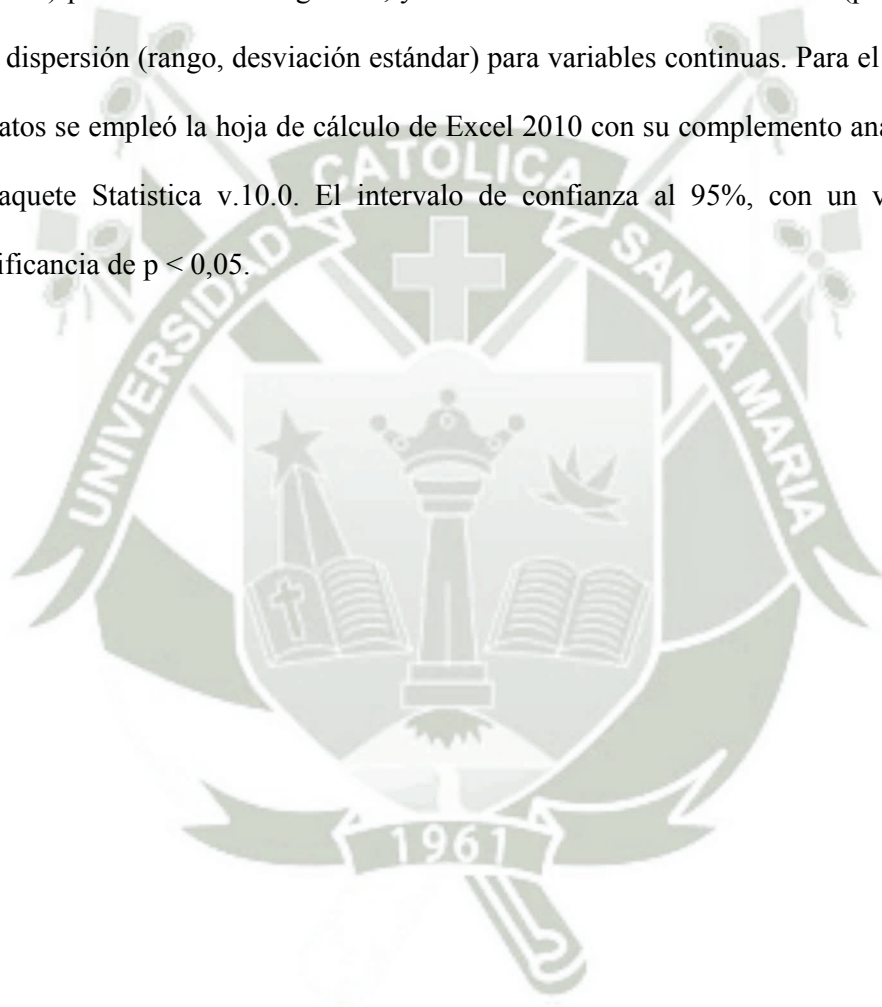 dispersión (rango, desviación estándar) para variables continuas. Para el
atos se empleó la hoja de cálculo de Excel 2010 con su complemento ana
aquete Statistica v.10.0. El intervalo de confianza al 95%, con un v
ificancia de p < 0,05.
UNIVERSIDAD CATOLICA SANTA MARIA
1961